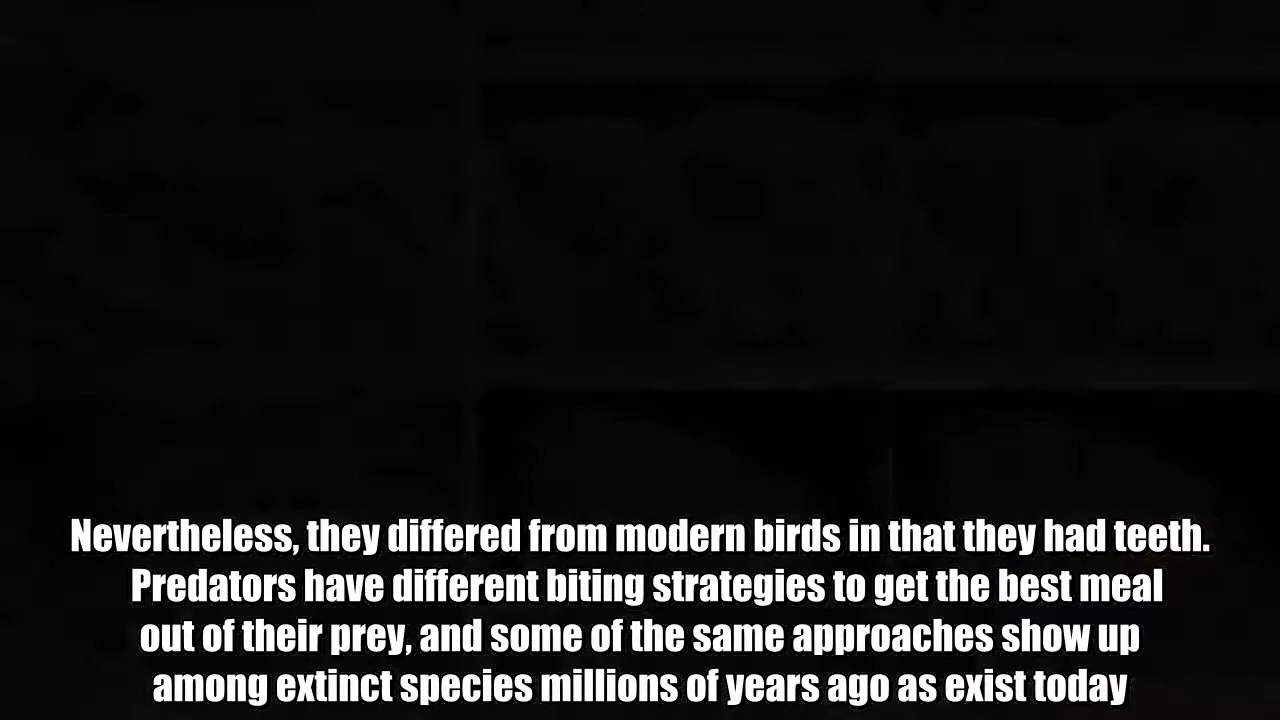 Nevertheless, they differed from modern birds in that they had teeth.
Predators have different biting strategies to get the best meal
out of their prey, and some of the same approaches show up
among extinct species millions of years ago as exist today